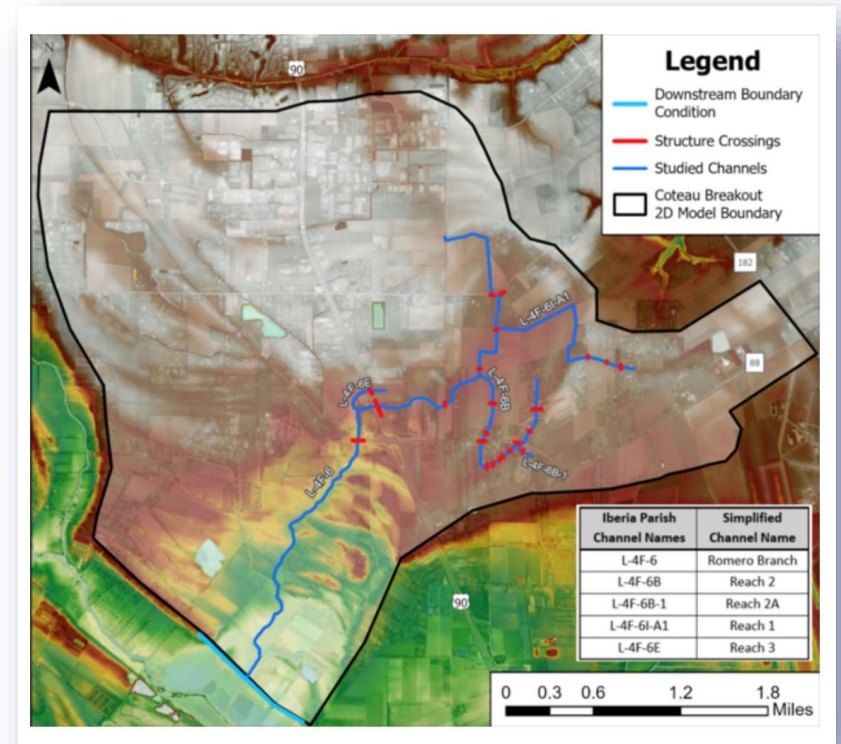 N
90
Legend
Downstream Boundary
Condition
Structure Crossings
Studied Channels
Coteau Breakout
2D Model Boundary
182
L-4F-6I-A1
88
L-4F-6E
L-4F-6B
L-4F-6
L-4F-6B-1
Iberia Parish Channel Names Simplified Channel Name
L-4F-6 Romero Branch
L-4F-6B Reach 2
L-4F-6B-1 Reach 2A
L-4F-6I-A1 Reach 1
L-4F-6E Reach 3
90
0 0.3 0.6 1.2 1.8
Miles